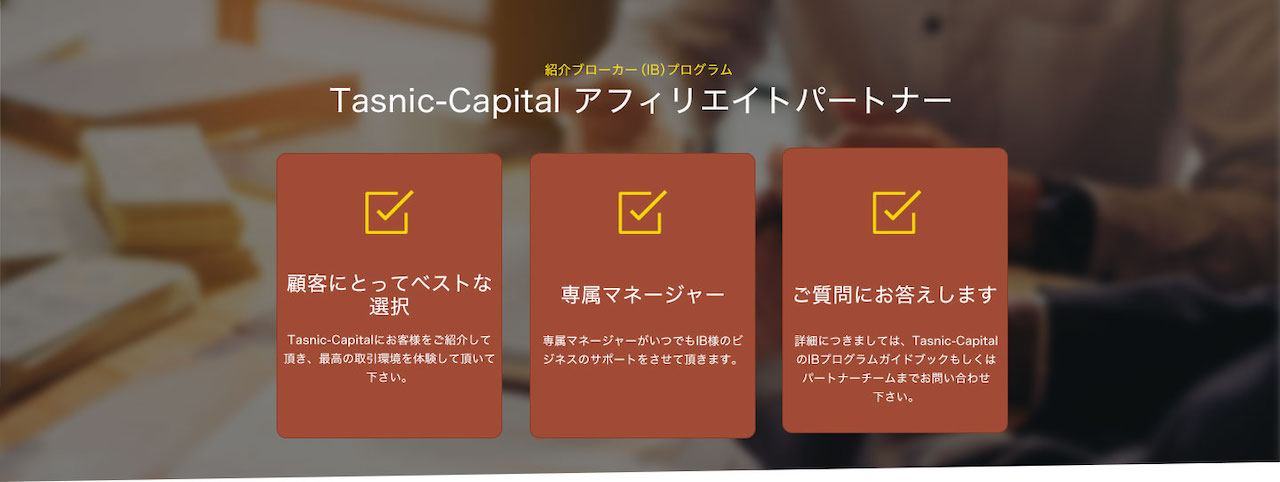 紹介ブローカー（IB）プログラム
Tasnic-Capital アフィリエイトパートナー
顧客にとってベストな
選択
Tasnic-Capitalにお客様をご紹介して
頂き、最高の取引環境を体験して頂いて
下さい。
専属マネージャー
専属マネージャーがいつでもIB様のビ
ジネスのサポートをさせて頂きます。
ご質問にお答えします
詳細につきましては、Tasnic-Capital
のIBプログラムガイドブックもしくは
パートナーチームまでお問い合わせ
下さい。